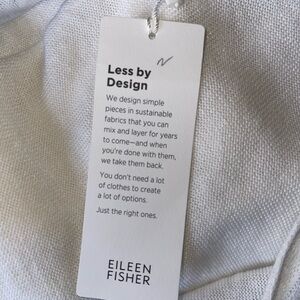 Less by
Design
We design simple
pieces in sustainable
fabrics that you can
mix and layer for years
to come—and when
you're done with them,
we take them back.
You don't need a lot
of clothes to create
a lot of options.
Just the right ones.
EILEEN
FISHER